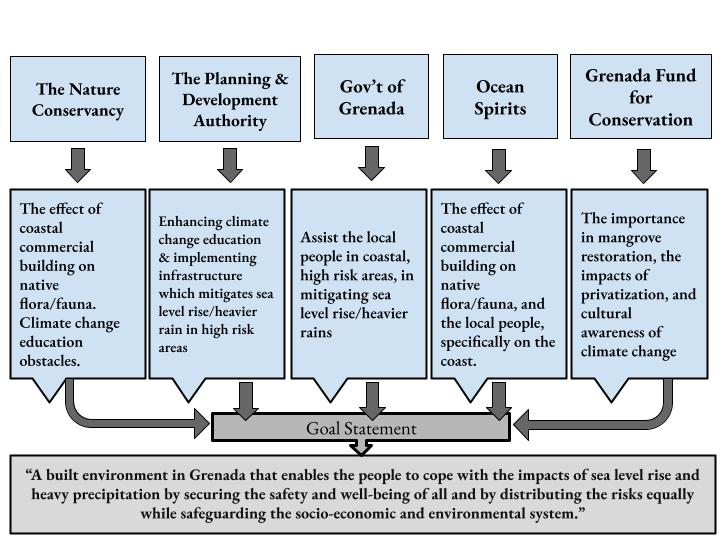 The Nature
Conservancy
The Planning &
Development
Authority
Gov’t of
Grenada
Ocean
Spirits
Grenada Fund
for
Conservation
The effect of
coastal
commercial
building on
native
flora/fauna.
Climate change
education
obstacles.
Enhancing climate
change education
& implementing
infrastructure
which mitigates sea
level rise/heavier
rain in high risk
areas
Assist the local
people in coastal,
high risk areas, in
mitigating sea
level rise/heavier
rains
The effect of
coastal
commercial
building on
native
flora/fauna, and
the local people,
specifically on the
coast.
The importance
in mangrove
restoration, the
impacts of
privatization, and
cultural
awareness of
climate change
Goal Statement
“A built environment in Grenada that enables the people to cope with the impacts of sea level rise and
heavy precipitation by securing the safety and well-being of all and by distributing the risks equally
while safeguarding the socio-economic and environmental system.”